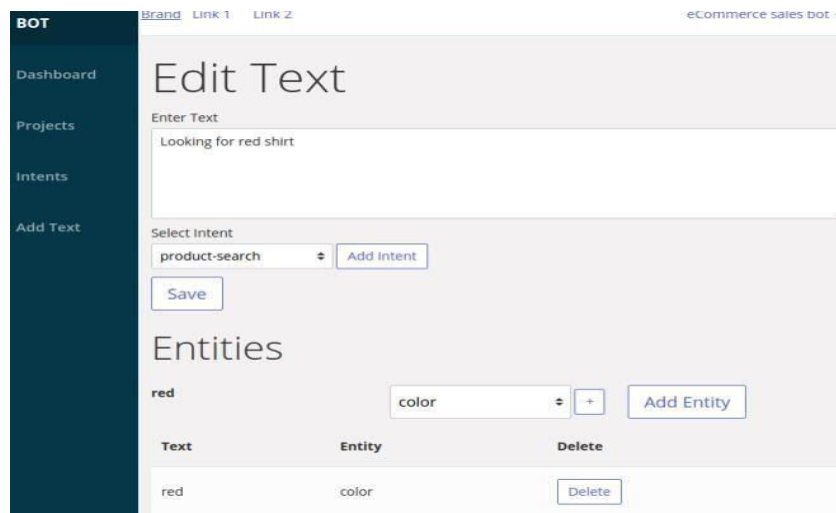 BOT
Brand Link 1 Link 2 eCommerce sales bot
Dashboard
Projects
Intents
Add Text
Edit Text
Enter Text
Looking for red shirt
Select Intent
product-search Add Intent
Save
Entities
red color + Add Entity
Text Entity Delete
red color Delete